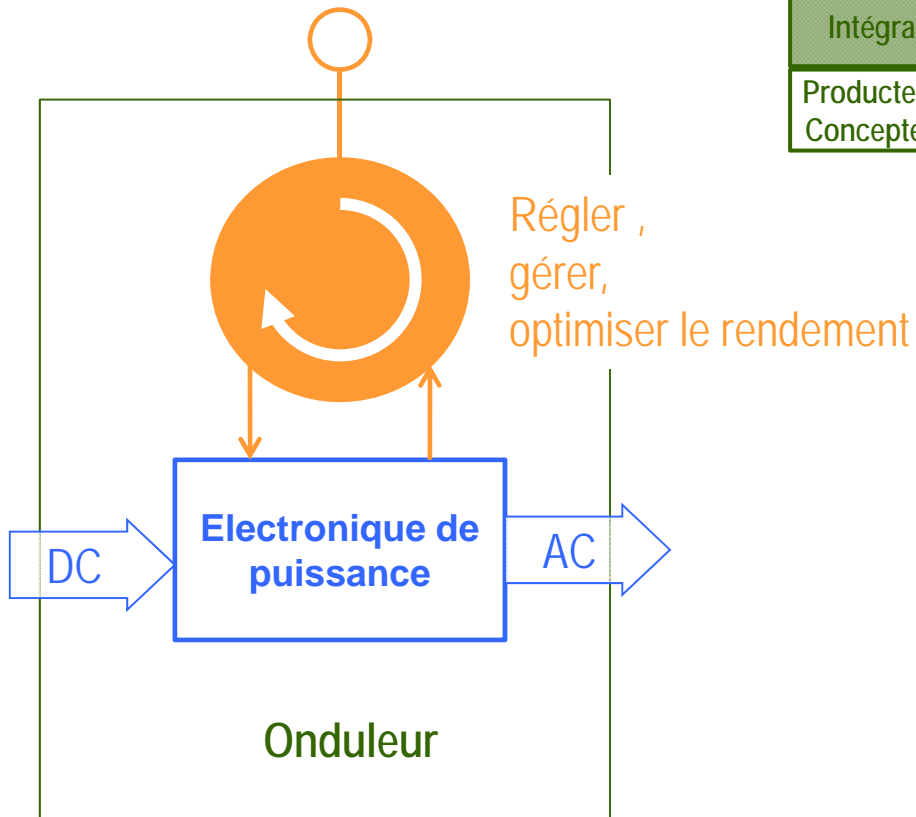 Régler ,
gérer,
optimiser le rendement
Electronique de
puissance
DC
AC
Onduleur